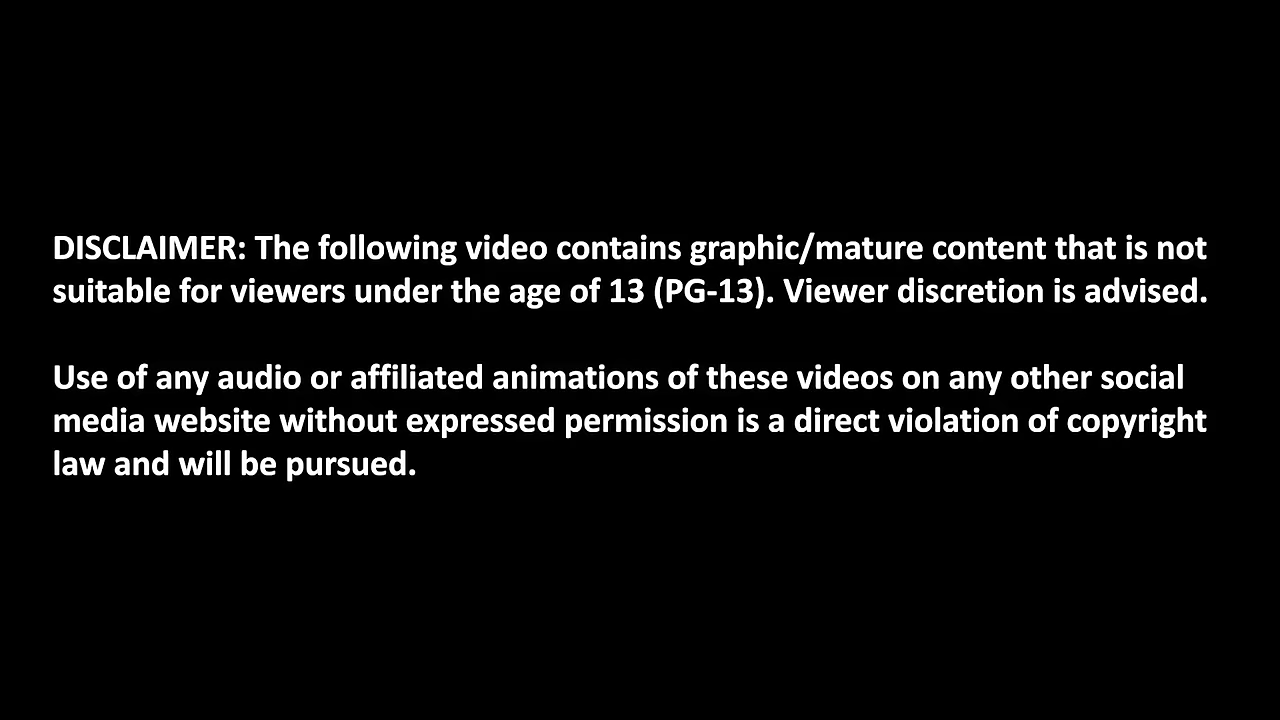 DISCLAIMER: The following video contains graphic/mature content that is not
suitable for viewers under the age of 13 (PG-13). Viewer discretion is advised.
Use of any audio or affiliated animations of these videos on any other social
media website without expressed permission is a direct violation of copyright
law and will be pursued.